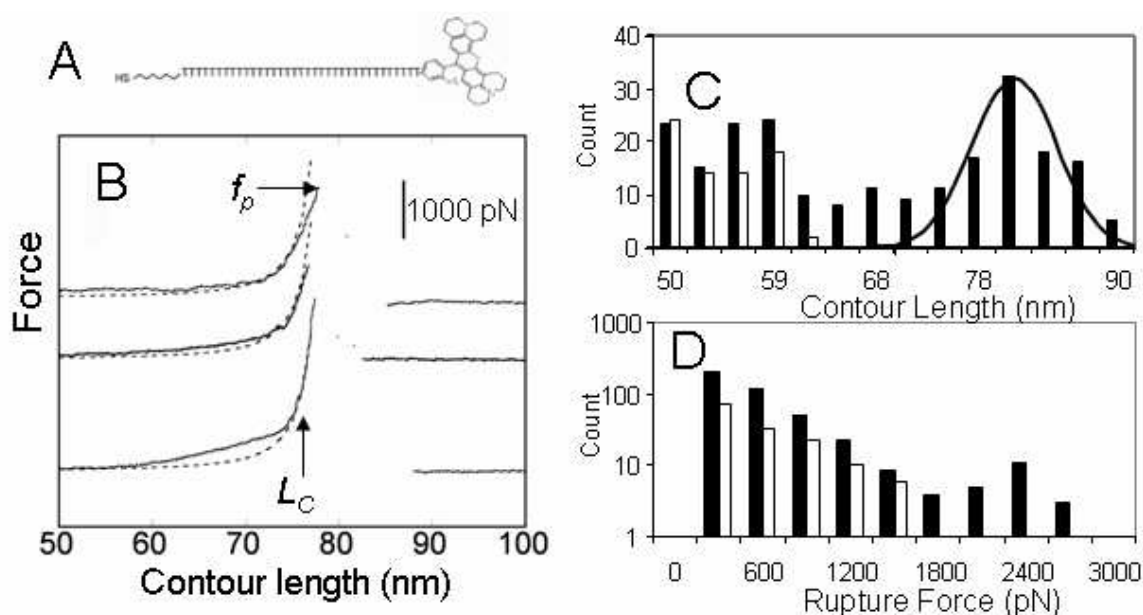 A
HS
B
f_p
1000 pN
L_C
Force
50 60 70 80 90 100
Contour length (nm)
C
Count
40
30
20
10
0
50 59 68 78 90
Contour Length (nm)
D
Count
1000
100
10
1
0 600 1200 1800 2400 3000
Rupture Force (pN)